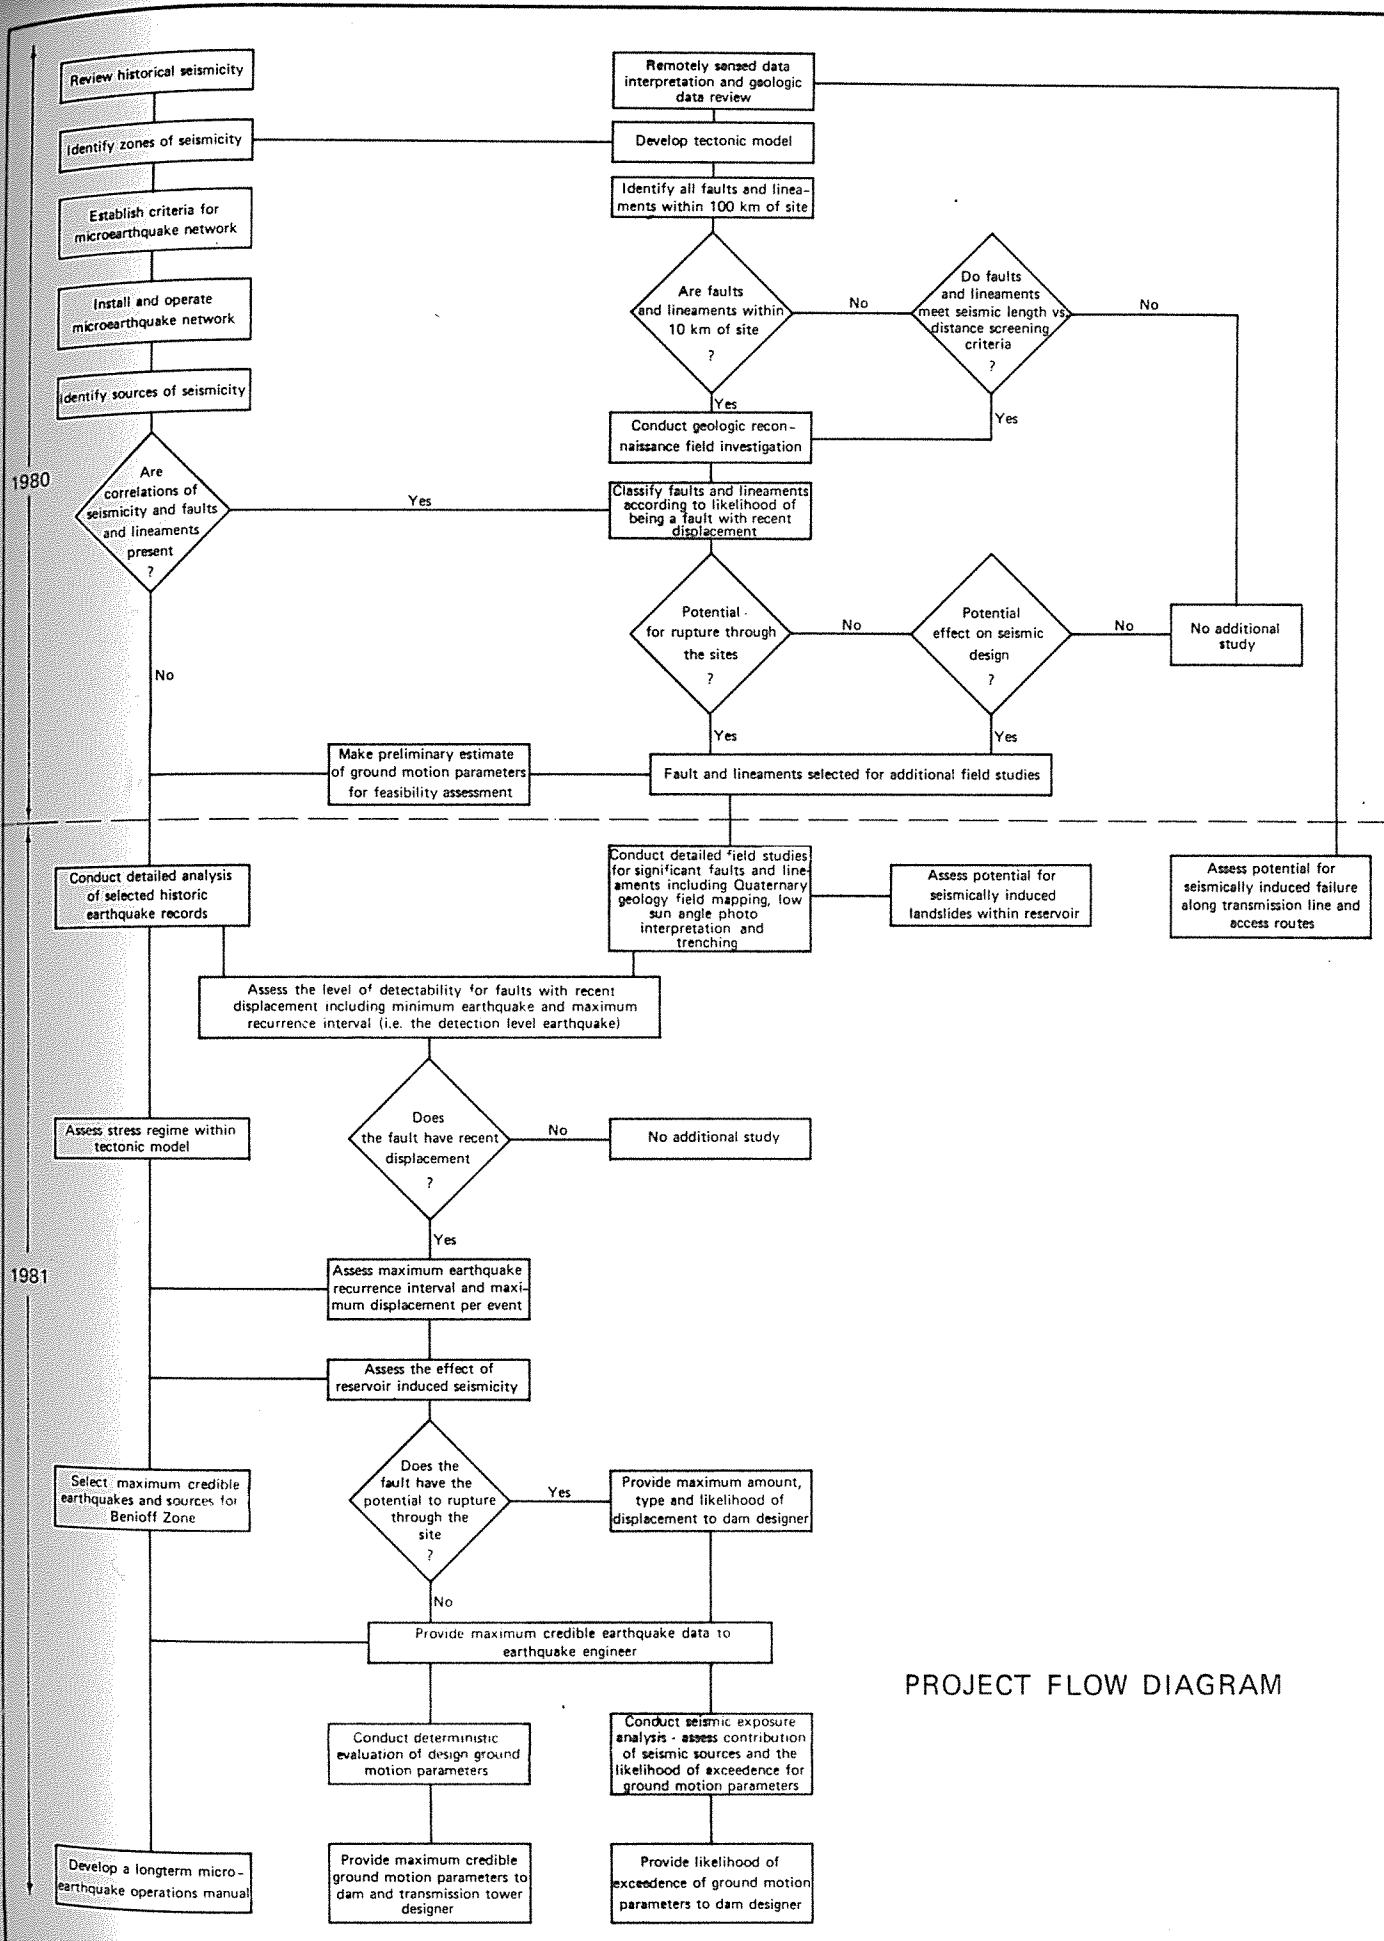 Review historical seismicity
Remotely sensed data
interpretation and geologic
data review
Identify zones of seismicity
Develop tectonic model
Identify all faults and linea-
ments within 100 km of site
Establish criteria for
microearthquake network
Install and operate
microearthquake network
Are faults
and lineaments within
10 km of site
?
No
Do faults
and lineaments
meet seismic length vs.
distance screening
criteria
?
No
Identify sources of seismicity
Yes
Yes
Conduct geologic recon-
naissance field investigation
1980
Are
correlations of
seismicity and faults
and lineaments
present
?
Yes
Classify faults and lineaments
according to likelihood of
being a fault with recent
displacement
Potential
for rupture through
the sites
?
No
Potential
effect on seismic
design
?
No
No additional
study
No
Yes
Yes
Make preliminary estimate
of ground motion parameters
for feasibility assessment
Fault and lineaments selected for additional field studies
Conduct detailed analysis
of selected historic
earthquake records
Conduct detailed field studies
for significant faults and line-
aments including Quaternary
geology field mapping, low
sun angle photo
interpretation and
trenching
Assess potential for
seismically induced
landslides within reservoir
Assess potential for
seismically induced failure
along transmission line and
access routes
Assess the level of detectability for faults with recent
displacement including minimum earthquake and maximum
recurrence interval (i.e. the detection level earthquake)
Assess stress regime within
tectonic model
Does
the fault have recent
displacement
?
No
No additional study
Yes
1981
Assess maximum earthquake
recurrence interval and maxi-
mum displacement per event
Assess the effect of
reservoir induced seismicity
Select maximum credible
earthquakes and sources for
Benioff Zone
Does the
fault have the
potential to rupture
through the
site
?
Yes
Provide maximum amount,
type and likelihood of
displacement to dam designer
No
Provide maximum credible earthquake data to
earthquake engineer
PROJECT FLOW DIAGRAM
Conduct deterministic
evaluation of design ground
motion parameters
Conduct seismic exposure
analysis - assess contribution
of seismic sources and the
likelihood of exceedence for
ground motion parameters
Develop a longterm micro-
earthquake operations manual
Provide maximum credible
ground motion parameters to
dam and transmission tower
designer
Provide likelihood of
exceedence of ground motion
parameters to dam designer